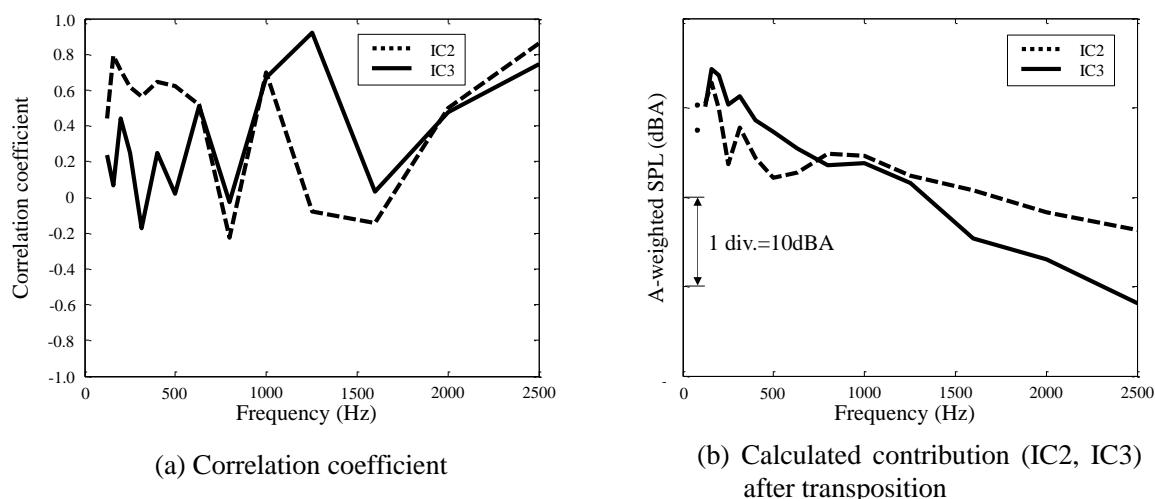 1.0
0.8
0.6
0.4
0.2
0
-0.2
-0.4
-0.6
-0.8
-1.0
Correlation coefficient
IC2
IC3
0 500 1000 1500 2000 2500
Frequency (Hz)
(a) Correlation coefficient
A-weighted SPL (dBA)
IC2
IC3
1 div.=10dBA
0 500 1000 1500 2000 2500
Frequency (Hz)
(b) Calculated contribution (IC2, IC3)
after transposition